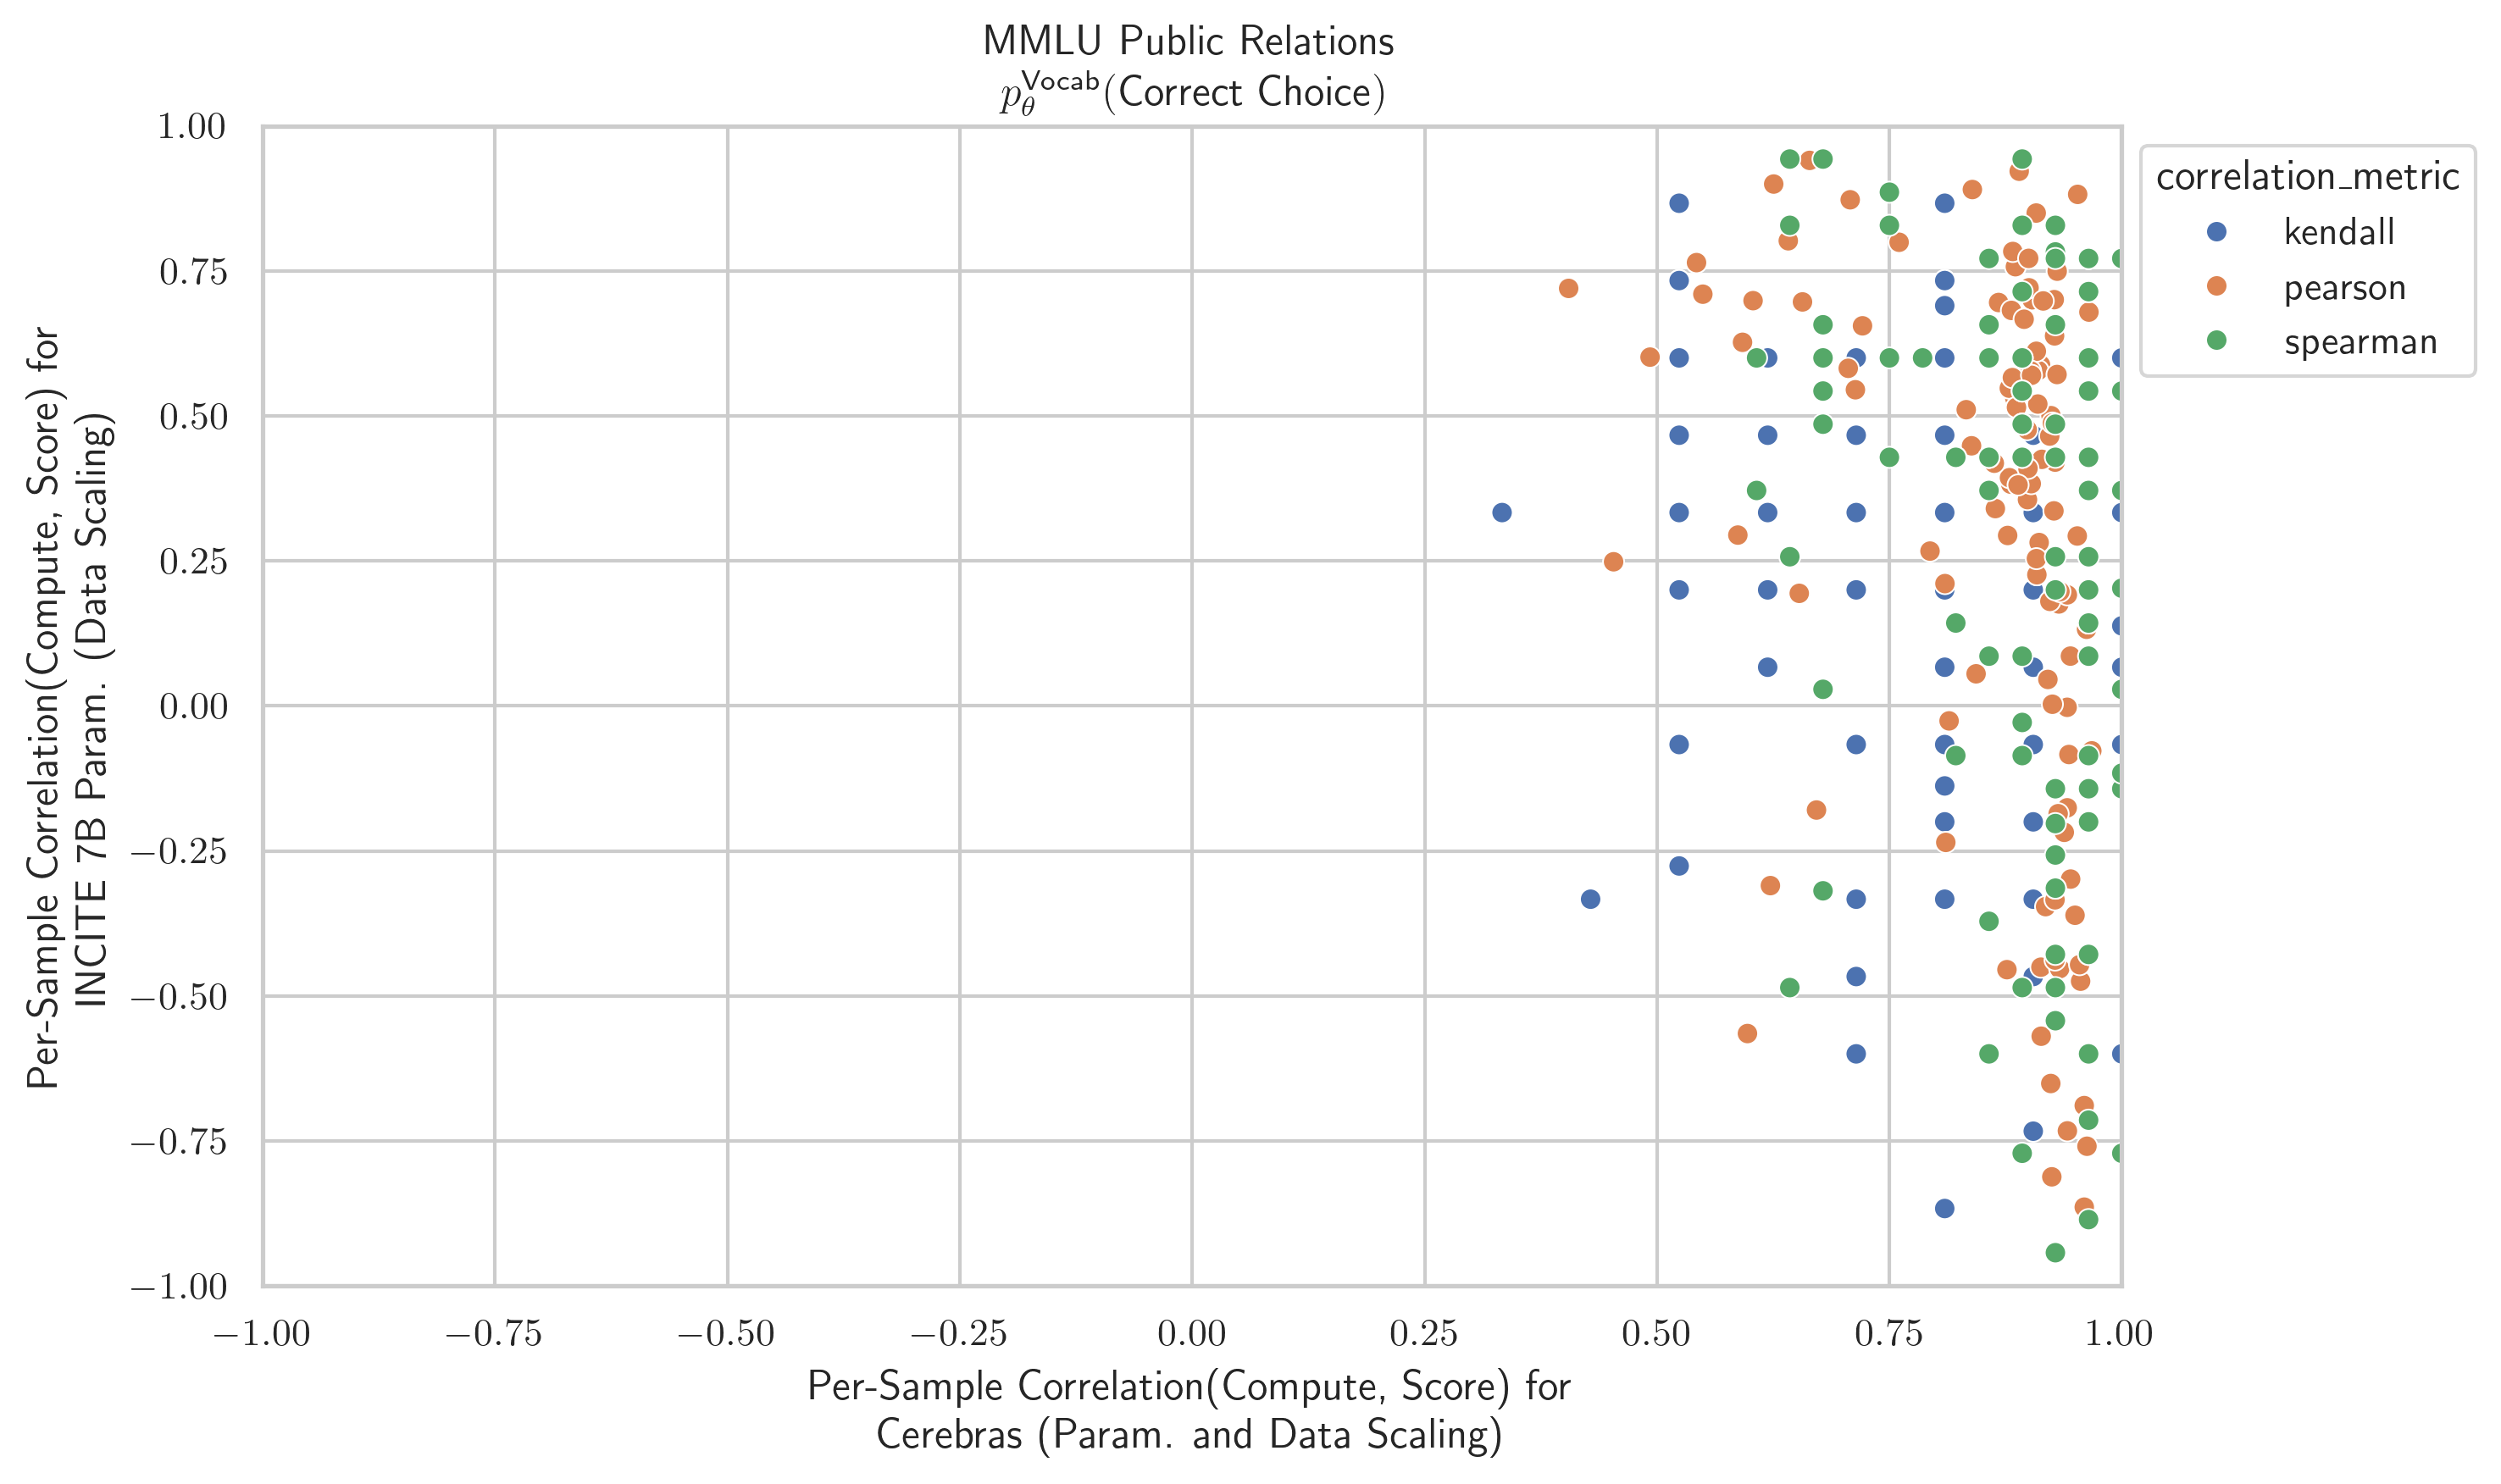 MMLU Public Relations
p_θ^Vocab(Correct Choice)
1.00
0.75
0.50
0.25
0.00
−0.25
−0.50
−0.75
−1.00
Per-Sample Correlation(Compute, Score) for
INCITE 7B Param. (Data Scaling)
correlation_metric
kendall
pearson
spearman
−1.00 −0.75 −0.50 −0.25 0.00 0.25 0.50 0.75 1.00
Per-Sample Correlation(Compute, Score) for
Cerebras (Param. and Data Scaling)